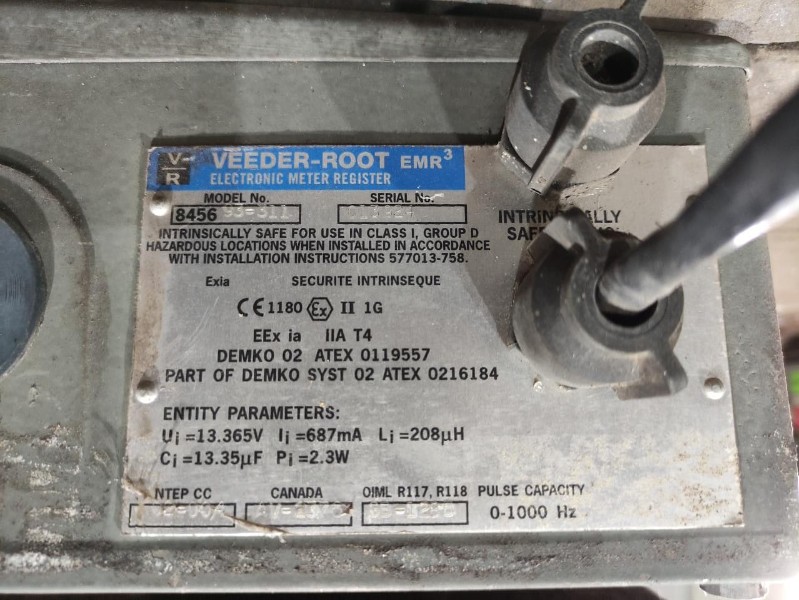 V-
R
VEEDER-ROOT EMR³
ELECTRONIC METER REGISTER
MODEL No. SERIAL No.
8456
INTRINSICALLY
INTRINSICALLY SAFE FOR USE IN CLASS I, GROUP D
HAZARDOUS LOCATIONS WHEN INSTALLED IN ACCORDANCE
WITH INSTALLATION INSTRUCTIONS 577013-758.
Exia SECURITE INTRINSEQUE
CE 1180 Ex II 1G
EEx ia IIA T4
DEMKO 02 ATEX 0119557
PART OF DEMKO SYST 02 ATEX 0216184
ENTITY PARAMETERS:
Ui =13.365V Ii =687mA Li =208µH
Ci =13.35µF Pi =2.3W
NTEP CC CANADA OIML R117, R118 PULSE CAPACITY
0-1000 Hz